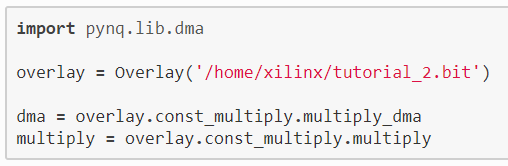 import pynq.lib.dma
overlay = Overlay('/home/xilinx/tutorial_2.bit')
dma = overlay.const_multiply.multiply_dma
multiply = overlay.const_multiply.multiply